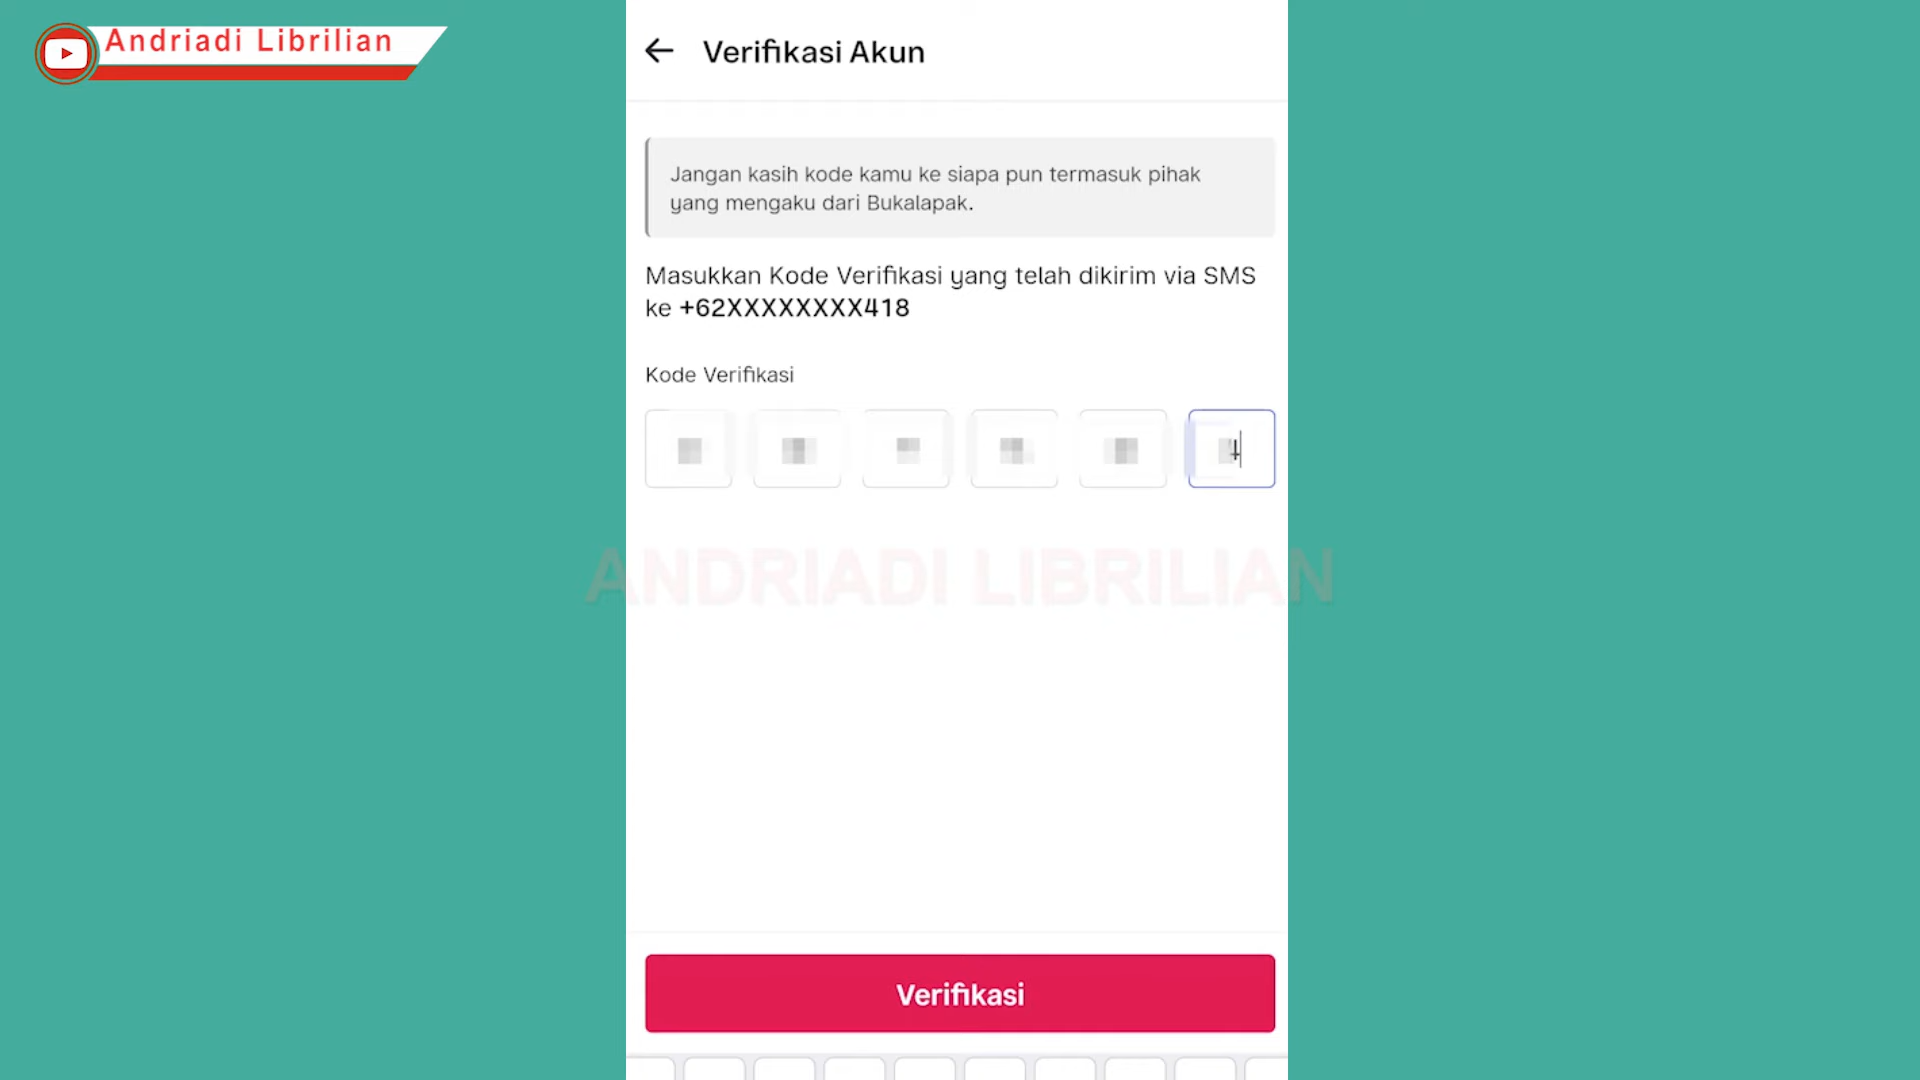 Andriadi Librilian
Verifikasi Akun
Jangan kasih kode kamu ke siapa pun termasuk pihak
yang mengaku dari Bukalapak.
Masukkan Kode Verifikasi yang telah dikirim via SMS
ke +62XXXXXXXX418
Kode Verifikasi
ANDRIADI LIBRILIAN
Verifikasi